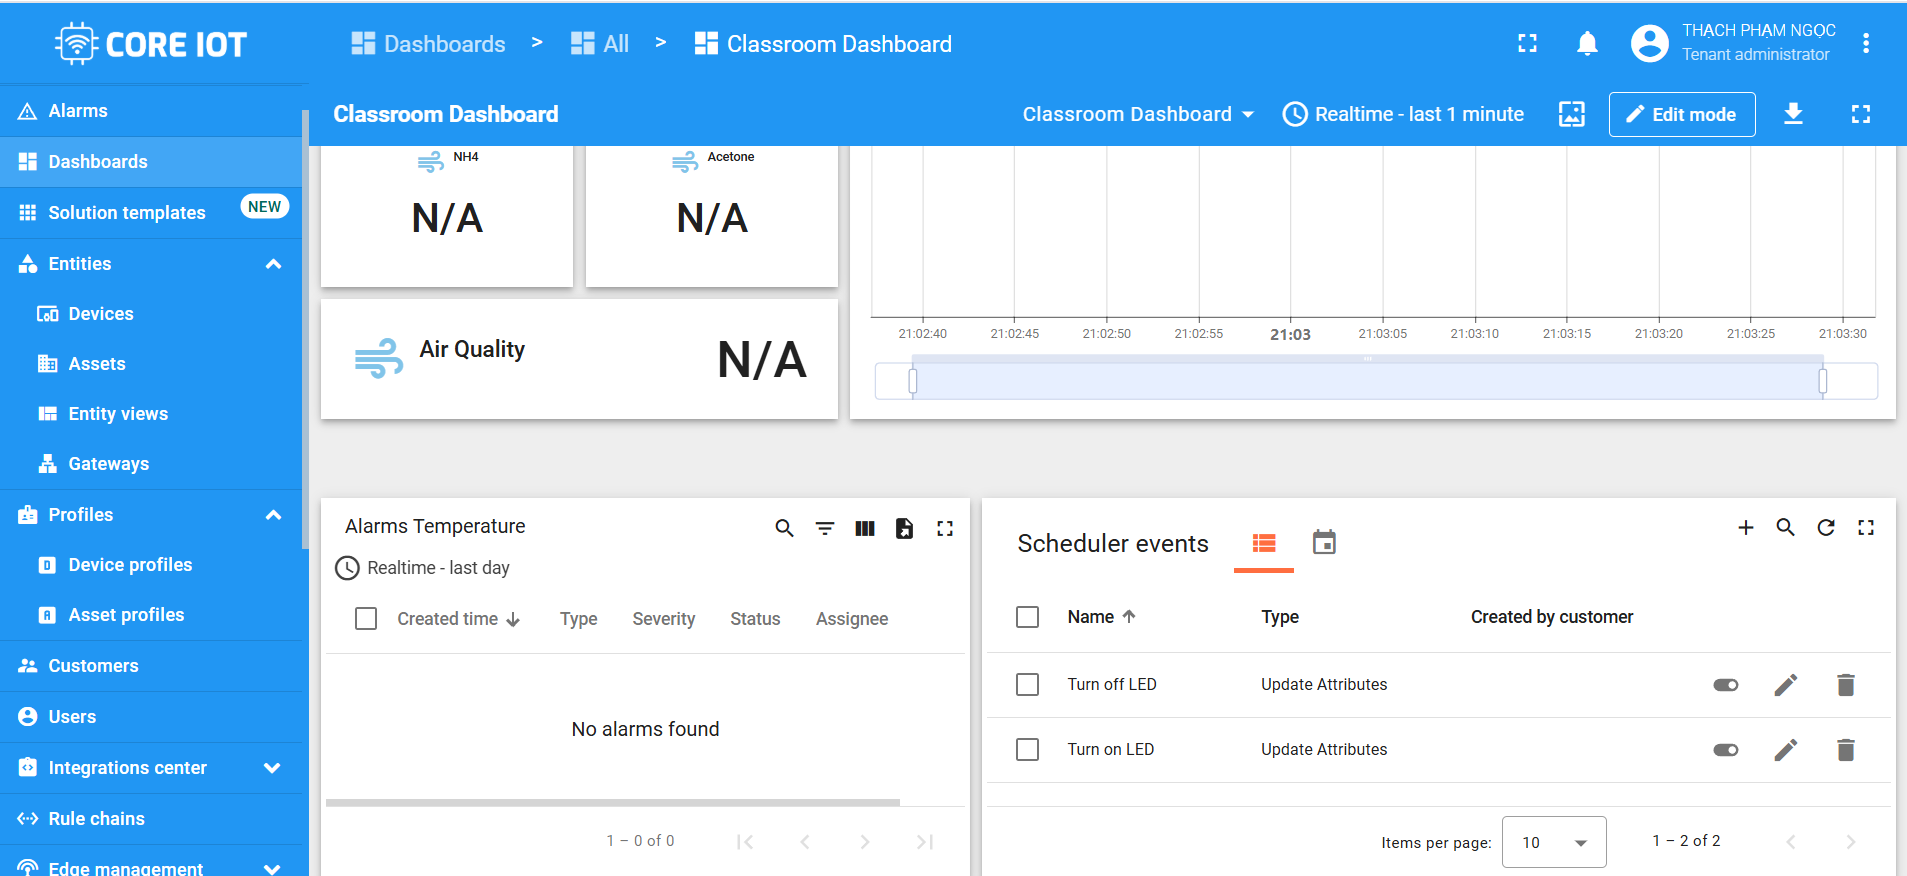 CORE IOT
Dashboards > All > Classroom Dashboard
THẠCH PHẠM NGỌC
Tenant administrator
Classroom Dashboard
Classroom Dashboard
Realtime - last 1 minute
Edit mode
Alarms
Dashboards
Solution templates
NEW
Entities
Devices
Assets
Entity views
Gateways
Profiles
Device profiles
Asset profiles
Customers
Users
Integrations center
Rule chains
Edge management
NH4
N/A
Acetone
N/A
Air Quality
N/A
21:02:40 21:02:45 21:02:50 21:02:55 21:03 21:03:05 21:03:10 21:03:15 21:03:20 21:03:25 21:03:30
Alarms Temperature
Realtime - last day
Created time Type Severity Status Assignee
No alarms found
1 – 0 of 0
Scheduler events
Name Type Created by customer
Turn off LED Update Attributes
Turn on LED Update Attributes
Items per page: 10 1 – 2 of 2